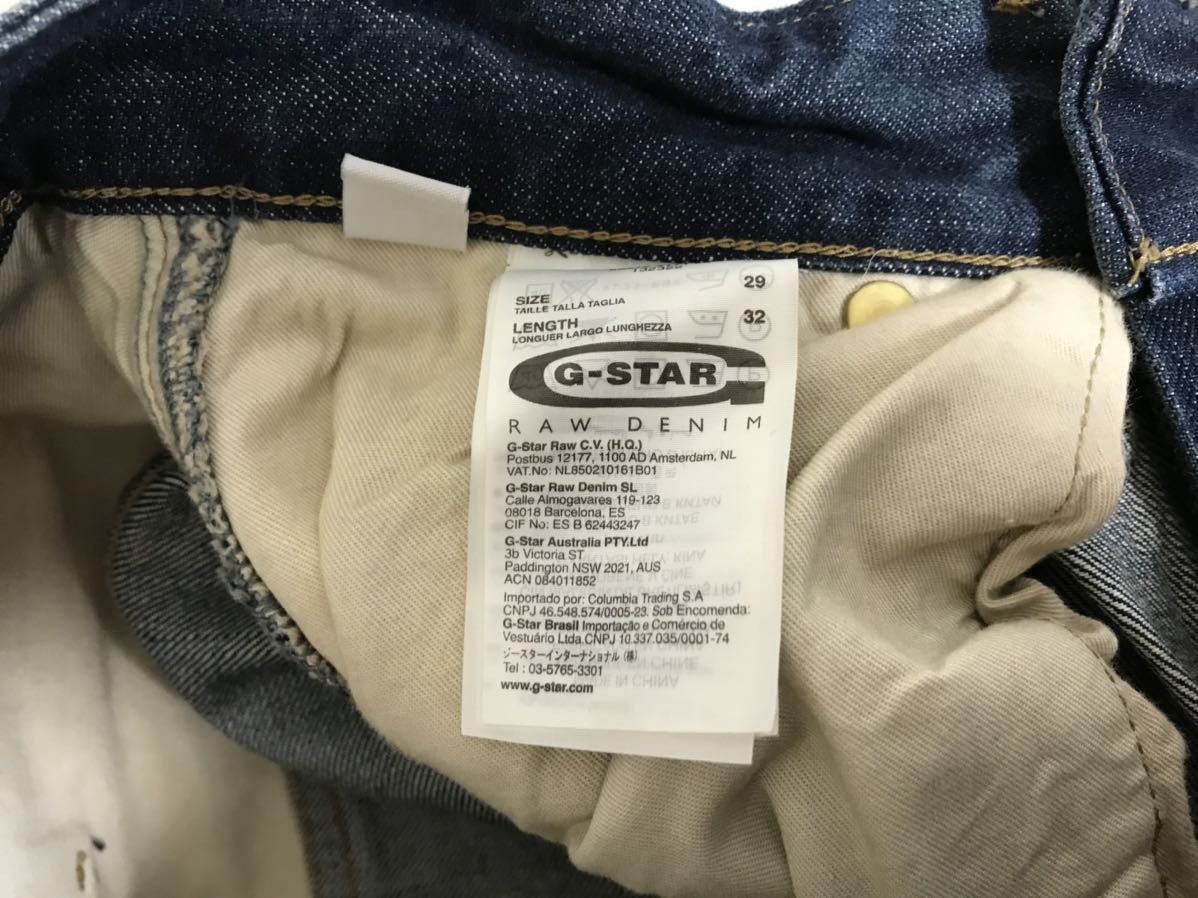 SIZE 29
TAILLE TALLA TAGLIA
LENGTH 32
LONGUER LARGO LUNGHEZZA
G-STAR
RAW DENIM
G-Star Raw C.V. (H.Q.)
Postbus 12177, 1100 AD Amsterdam, NL
VAT.No: NL850210161B01
G-Star Raw Denim SL
Calle Almogavares 119-123
08018 Barcelona, ES
CIF No: ES B 62443247
G-Star Australia PTY.Ltd
3b Victoria ST
Paddington NSW 2021, AUS
ACN 084011852
Importado por: Columbia Trading S.A
CNPJ 46.548.574/0005-23. Sob Encomenda:
G-Star Brasil Importação e Comércio de
Vestuário Ltda.CNPJ 10.337.035/0001-74
ジースターインターナショナル (株)
Tel : 03-5765-3301
www.g-star.com